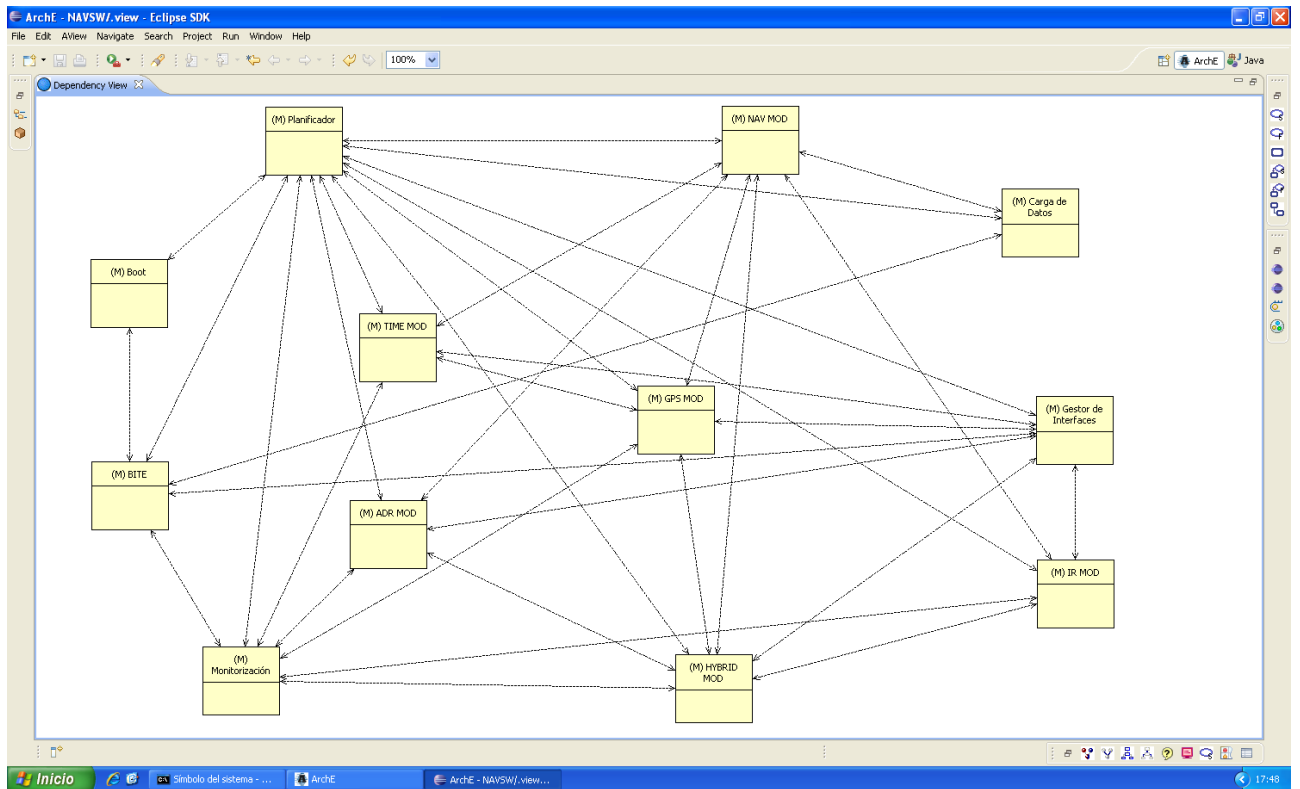 ArchE - NAVSW/.view - Eclipse SDK
File Edit AView Navigate Search Project Run Window Help
100%
ArchE
Java
Dependency View
(M) Planificador
(M) NAV MOD
(M) Carga de
Datos
(M) Boot
(M) TIME MOD
(M) GPS MOD
(M) Gestor de
Interfaces
(M) BITE
(M) ADR MOD
(M) IR MOD
(M)
Monitorización
(M) HYBRID
MOD
Inicio
Símbolo del sistema - ...
ArchE
ArchE - NAVSW/.view...
17:48